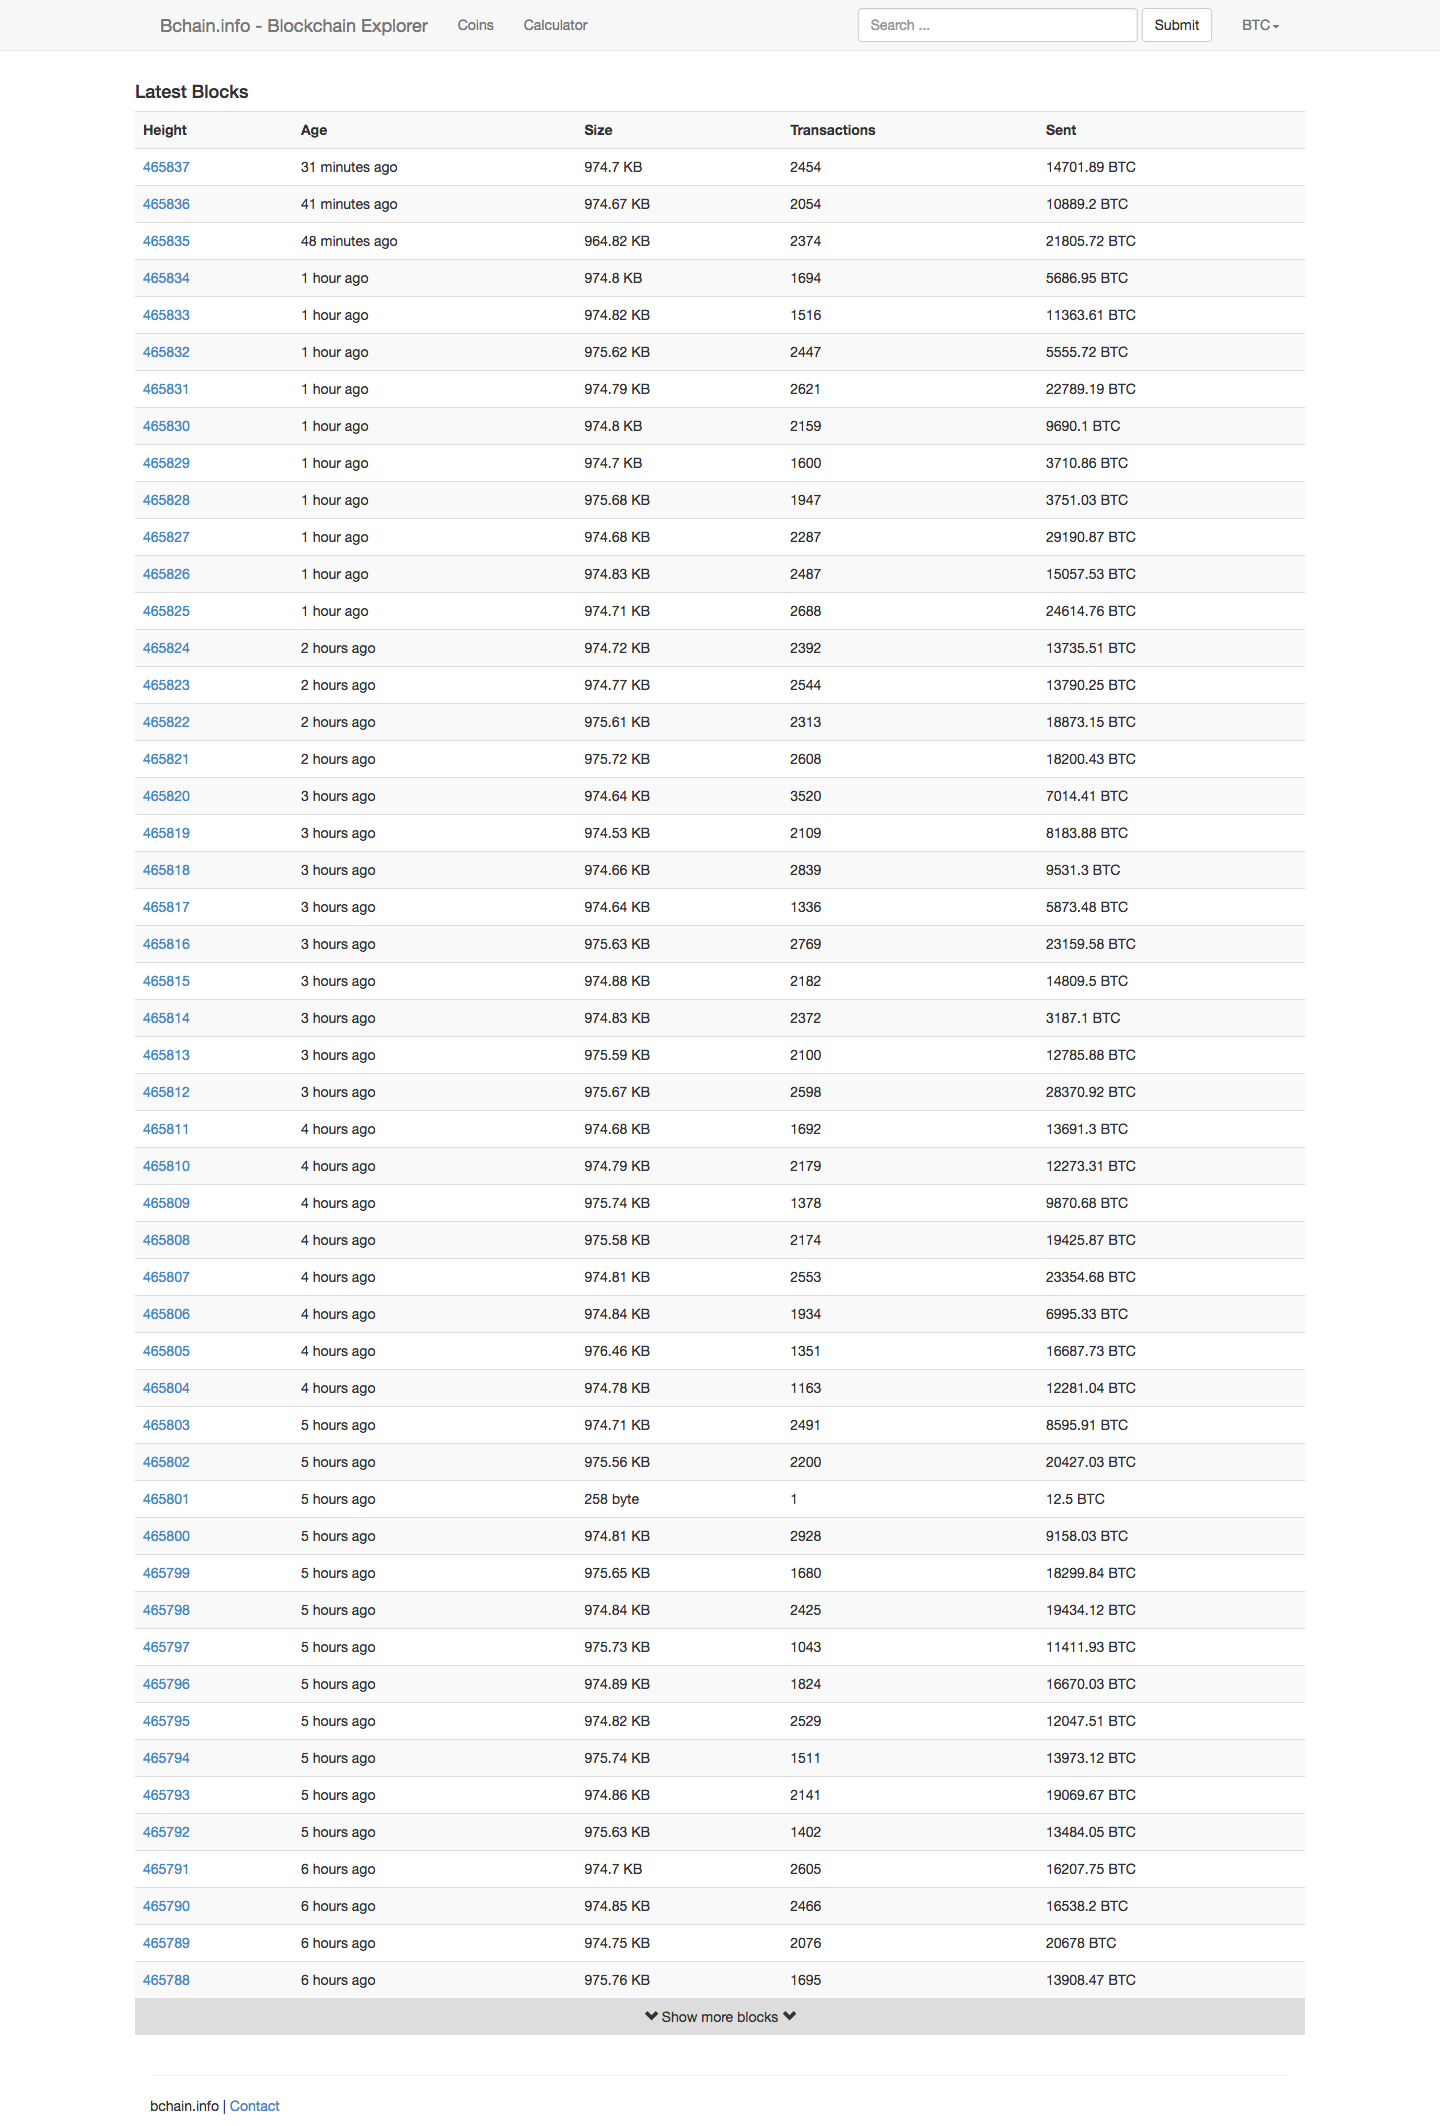 Bchain.info - Blockchain Explorer Coins Calculator Search ... Submit BTC
Latest Blocks
Height Age Size Transactions Sent
465837 31 minutes ago 974.7 KB 2454 14701.89 BTC
465836 41 minutes ago 974.67 KB 2054 10889.2 BTC
465835 48 minutes ago 964.82 KB 2374 21805.72 BTC
465834 1 hour ago 974.8 KB 1694 5686.95 BTC
465833 1 hour ago 974.82 KB 1516 11363.61 BTC
465832 1 hour ago 975.62 KB 2447 5555.72 BTC
465831 1 hour ago 974.79 KB 2621 22789.19 BTC
465830 1 hour ago 974.8 KB 2159 9690.1 BTC
465829 1 hour ago 974.7 KB 1600 3710.86 BTC
465828 1 hour ago 975.68 KB 1947 3751.03 BTC
465827 1 hour ago 974.68 KB 2287 29190.87 BTC
465826 1 hour ago 974.83 KB 2487 15057.53 BTC
465825 1 hour ago 974.71 KB 2688 24614.76 BTC
465824 2 hours ago 974.72 KB 2392 13735.51 BTC
465823 2 hours ago 974.77 KB 2544 13790.25 BTC
465822 2 hours ago 975.61 KB 2313 18873.15 BTC
465821 2 hours ago 975.72 KB 2608 18200.43 BTC
465820 3 hours ago 974.64 KB 3520 7014.41 BTC
465819 3 hours ago 974.53 KB 2109 8183.88 BTC
465818 3 hours ago 974.66 KB 2839 9531.3 BTC
465817 3 hours ago 974.64 KB 1336 5873.48 BTC
465816 3 hours ago 975.63 KB 2769 23159.58 BTC
465815 3 hours ago 974.88 KB 2182 14809.5 BTC
465814 3 hours ago 974.83 KB 2372 3187.1 BTC
465813 3 hours ago 975.59 KB 2100 12785.88 BTC
465812 3 hours ago 975.67 KB 2598 28370.92 BTC
465811 4 hours ago 974.68 KB 1692 13691.3 BTC
465810 4 hours ago 974.79 KB 2179 12273.31 BTC
465809 4 hours ago 975.74 KB 1378 9870.68 BTC
465808 4 hours ago 975.58 KB 2174 19425.87 BTC
465807 4 hours ago 974.81 KB 2553 23354.68 BTC
465806 4 hours ago 974.84 KB 1934 6995.33 BTC
465805 4 hours ago 976.46 KB 1351 16687.73 BTC
465804 4 hours ago 974.78 KB 1163 12281.04 BTC
465803 5 hours ago 974.71 KB 2491 8595.91 BTC
465802 5 hours ago 975.56 KB 2200 20427.03 BTC
465801 5 hours ago 258 byte 1 12.5 BTC
465800 5 hours ago 974.81 KB 2928 9158.03 BTC
465799 5 hours ago 975.65 KB 1680 18299.84 BTC
465798 5 hours ago 974.84 KB 2425 19434.12 BTC
465797 5 hours ago 975.73 KB 1043 11411.93 BTC
465796 5 hours ago 974.89 KB 1824 16670.03 BTC
465795 5 hours ago 974.82 KB 2529 12047.51 BTC
465794 5 hours ago 975.74 KB 1511 13973.12 BTC
465793 5 hours ago 974.86 KB 2141 19069.67 BTC
465792 5 hours ago 975.63 KB 1402 13484.05 BTC
465791 6 hours ago 974.7 KB 2605 16207.75 BTC
465790 6 hours ago 974.85 KB 2466 16538.2 BTC
465789 6 hours ago 974.75 KB 2076 20678 BTC
465788 6 hours ago 975.76 KB 1695 13908.47 BTC
Show more blocks
bchain.info | Contact